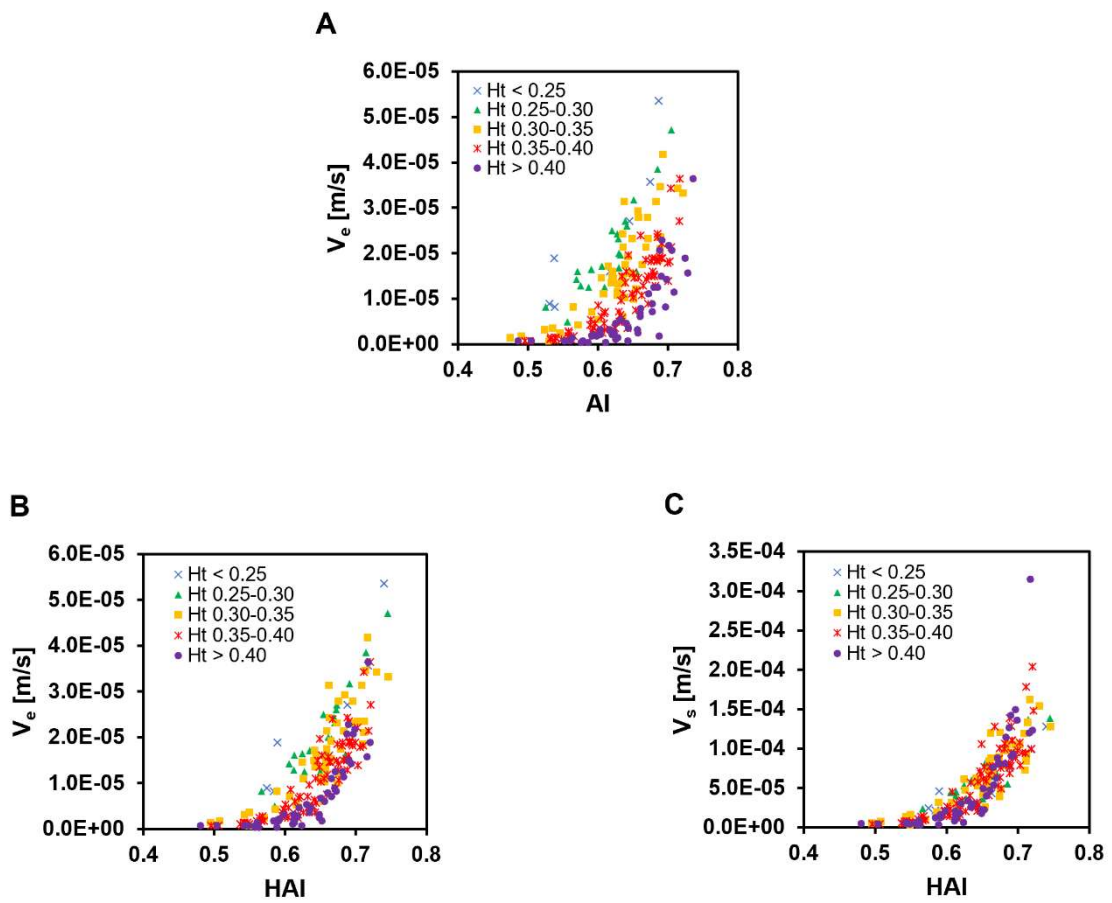 A
6.0E-05
5.0E-05
4.0E-05
3.0E-05
2.0E-05
1.0E-05
0.0E+00
Ve [m/s]
Ht < 0.25
Ht 0.25-0.30
Ht 0.30-0.35
Ht 0.35-0.40
Ht > 0.40
0.4 0.5 0.6 0.7 0.8
AI
B
6.0E-05
5.0E-05
4.0E-05
3.0E-05
2.0E-05
1.0E-05
0.0E+00
Ve [m/s]
Ht < 0.25
Ht 0.25-0.30
Ht 0.30-0.35
Ht 0.35-0.40
Ht > 0.40
0.4 0.5 0.6 0.7 0.8
HAI
C
3.5E-04
3.0E-04
2.5E-04
2.0E-04
1.5E-04
1.0E-04
5.0E-05
0.0E+00
Vs [m/s]
Ht < 0.25
Ht 0.25-0.30
Ht 0.30-0.35
Ht 0.35-0.40
Ht > 0.40
0.4 0.5 0.6 0.7 0.8
HAI